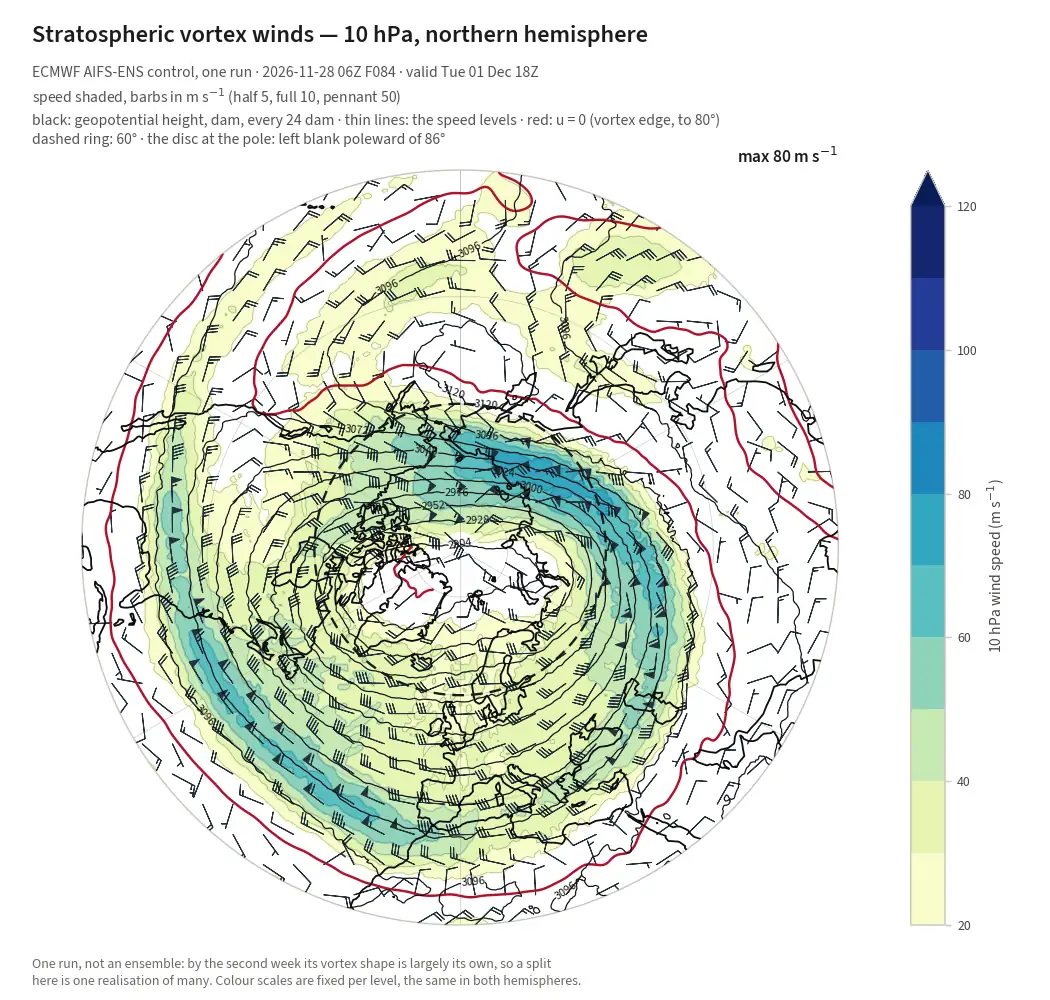 Stratospheric vortex winds — 10 hPa, northern hemisphere
ECMWF AIFS-ENS control, one run · 2026-11-28 06Z F084 · valid Tue 01 Dec 18Z
speed shaded, barbs in m s⁻¹ (half 5, full 10, pennant 50)
black: geopotential height, dam, every 24 dam · thin lines: the speed levels · red: u = 0 (vortex edge, to 80°)
dashed ring: 60° · the disc at the pole: left blank poleward of 86°
max 80 m s⁻¹
120
100
80
60
40
20
10 hPa wind speed (m s⁻¹)
3096
3096
3096
3120
3120
3072
3096
3000
2976
2952
2928
2904
3096
3096
3096
One run, not an ensemble: by the second week its vortex shape is largely its own, so a split
here is one realisation of many. Colour scales are fixed per level, the same in both hemispheres.